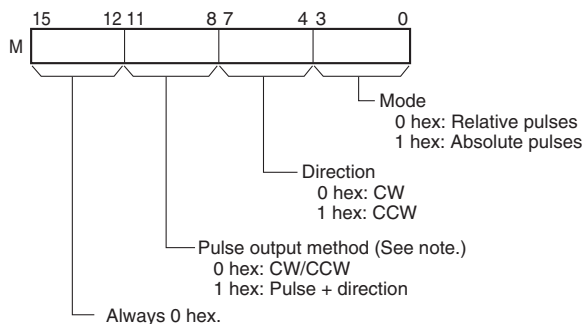 15 12 11 8 7 4 3 0
M
Mode
0 hex: Relative pulses
1 hex: Absolute pulses
Direction
0 hex: CW
1 hex: CCW
Pulse output method (See note.)
0 hex: CW/CCW
1 hex: Pulse + direction
Always 0 hex.